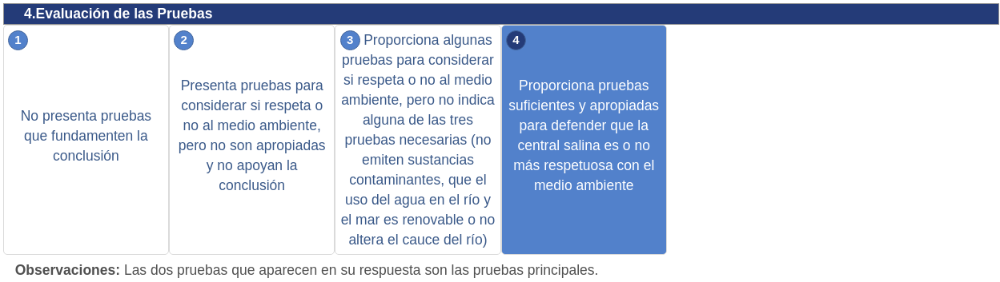 4.Evaluación de las Pruebas
1
No presenta pruebas
que fundamenten la
conclusión
2
Presenta pruebas para
considerar si respeta o
no al medio ambiente,
pero no son apropiadas
y no apoyan la
conclusión
3 Proporciona algunas
pruebas para considerar
si respeta o no al medio
ambiente, pero no indica
alguna de las tres
pruebas necesarias (no
emiten sustancias
contaminantes, que el
uso del agua en el río y
el mar es renovable o no
altera el cauce del río)
4
Proporciona pruebas
suficientes y apropiadas
para defender que la
central salina es o no
más respetuosa con el
medio ambiente
Observaciones: Las dos pruebas que aparecen en su respuesta son las pruebas principales.